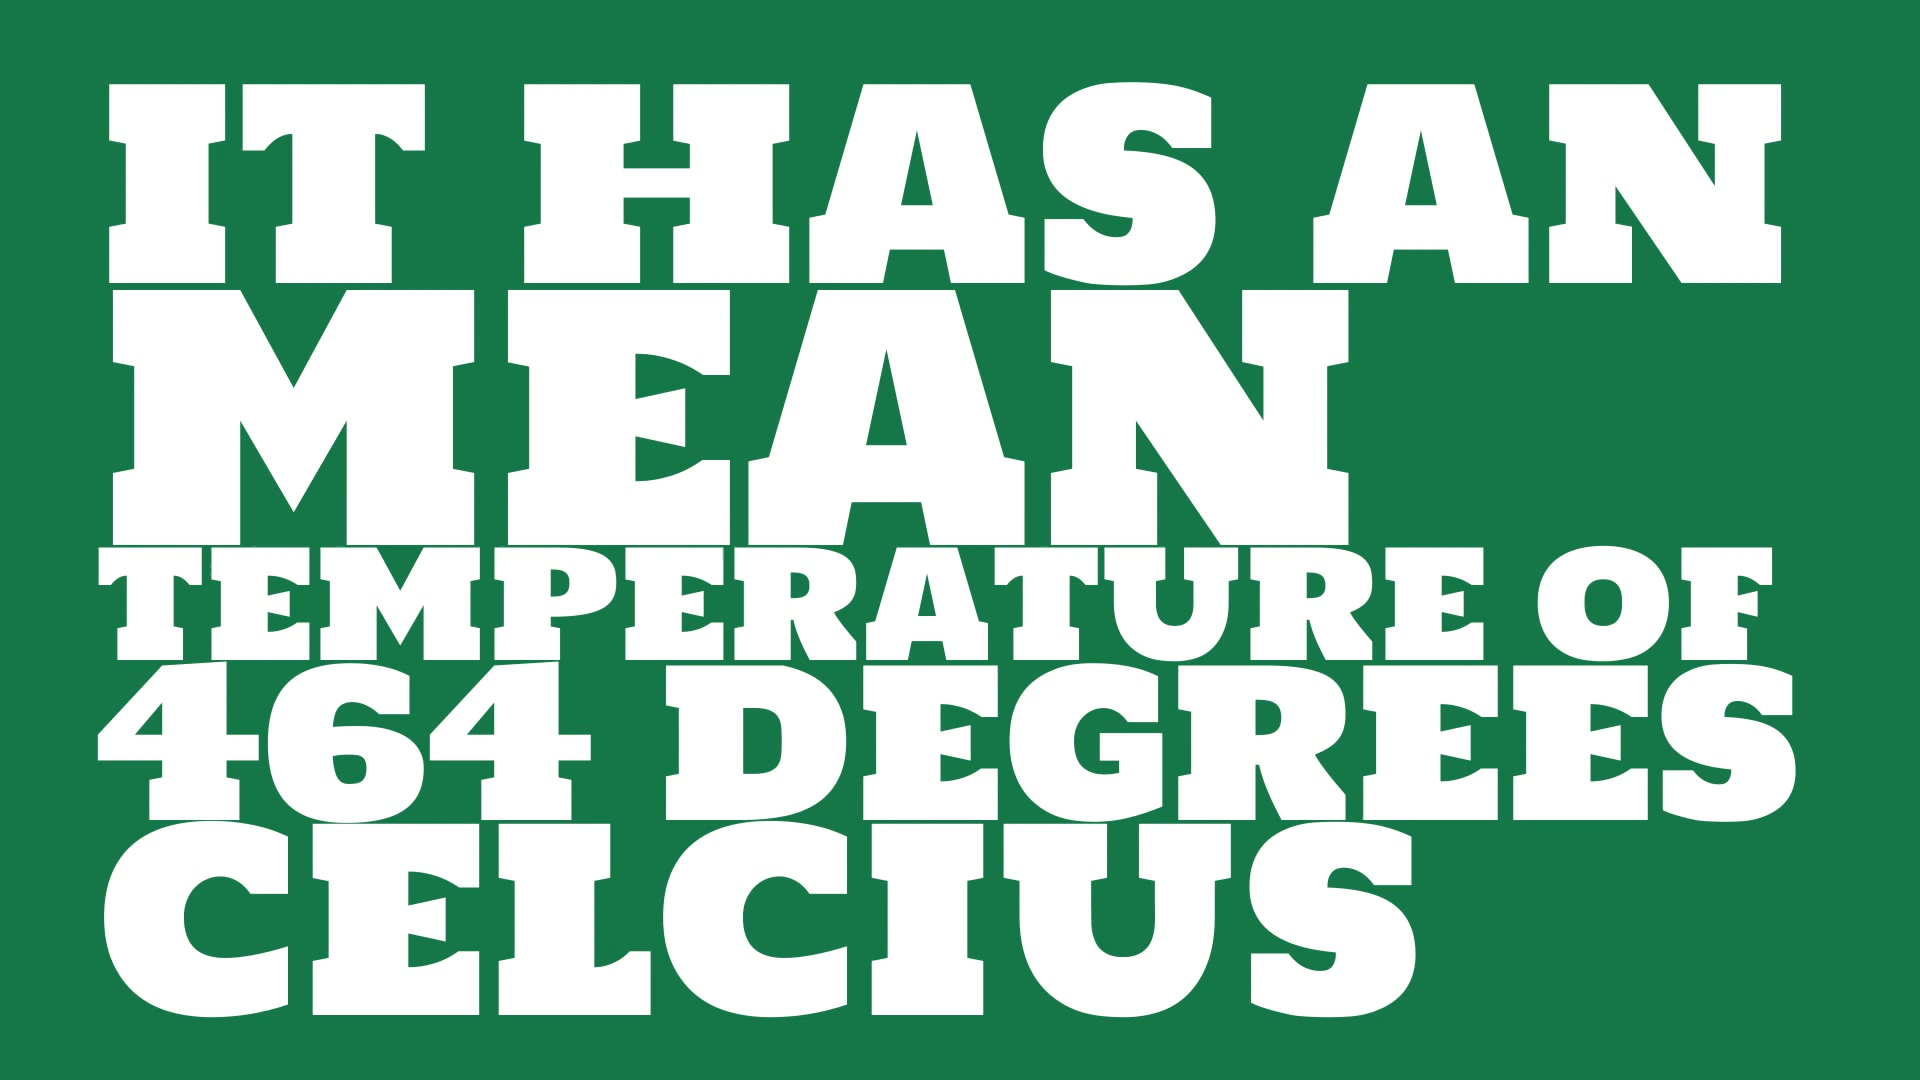 IT HAS AN
MEAN
TEMPERATURE OF
464 DEGREES
CELCIUS